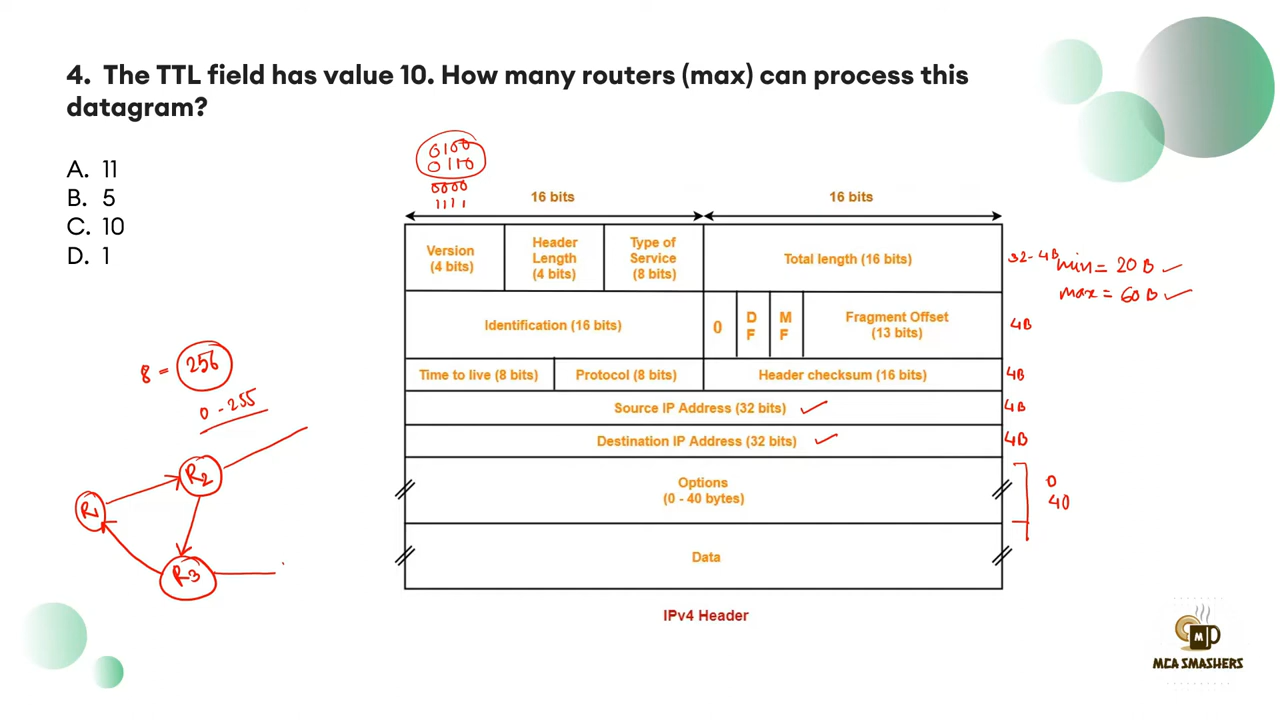 4. The TTL field has value 10. How many routers (max) can process this
datagram?
A. 11
B. 5
C. 10
D. 1
0100
0110
0000
1111
16 bits
16 bits
Version
(4 bits)
Header
Length
(4 bits)
Type of
Service
(8 bits)
Total length (16 bits)
32-4B
min = 20 B
max = 60 B
Identification (16 bits)
0
D
F
M
F
Fragment Offset
(13 bits)
4B
Time to live (8 bits)
Protocol (8 bits)
Header checksum (16 bits)
4B
Source IP Address (32 bits)
4B
Destination IP Address (32 bits)
4B
Options
(0 - 40 bytes)
0
40
Data
IPv4 Header
8 = 256
0 - 255
R1
R2
R3
M
MCA SMASHERS